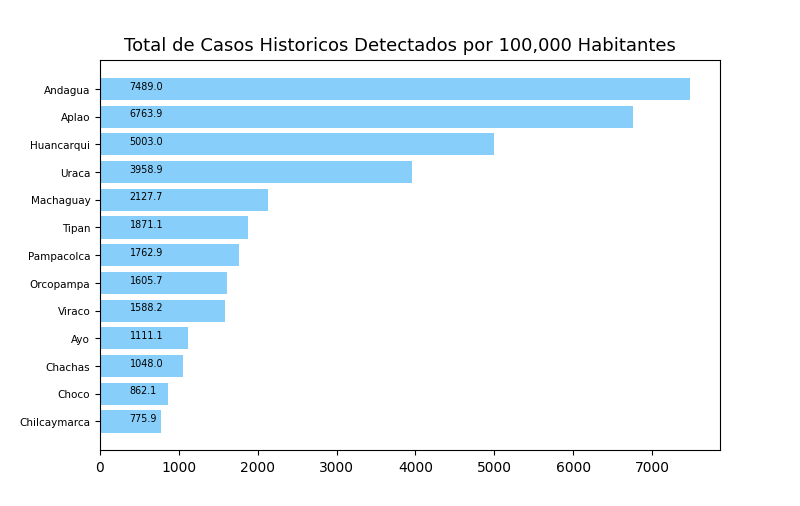 Total de Casos Historicos Detectados por 100,000 Habitantes
Andagua 7489.0
Aplao 6763.9
Huancarqui 5003.0
Uraca 3958.9
Machaguay 2127.7
Tipan 1871.1
Pampacolca 1762.9
Orcopampa 1605.7
Viraco 1588.2
Ayo 1111.1
Chachas 1048.0
Choco 862.1
Chilcaymarca 775.9
0 1000 2000 3000 4000 5000 6000 7000